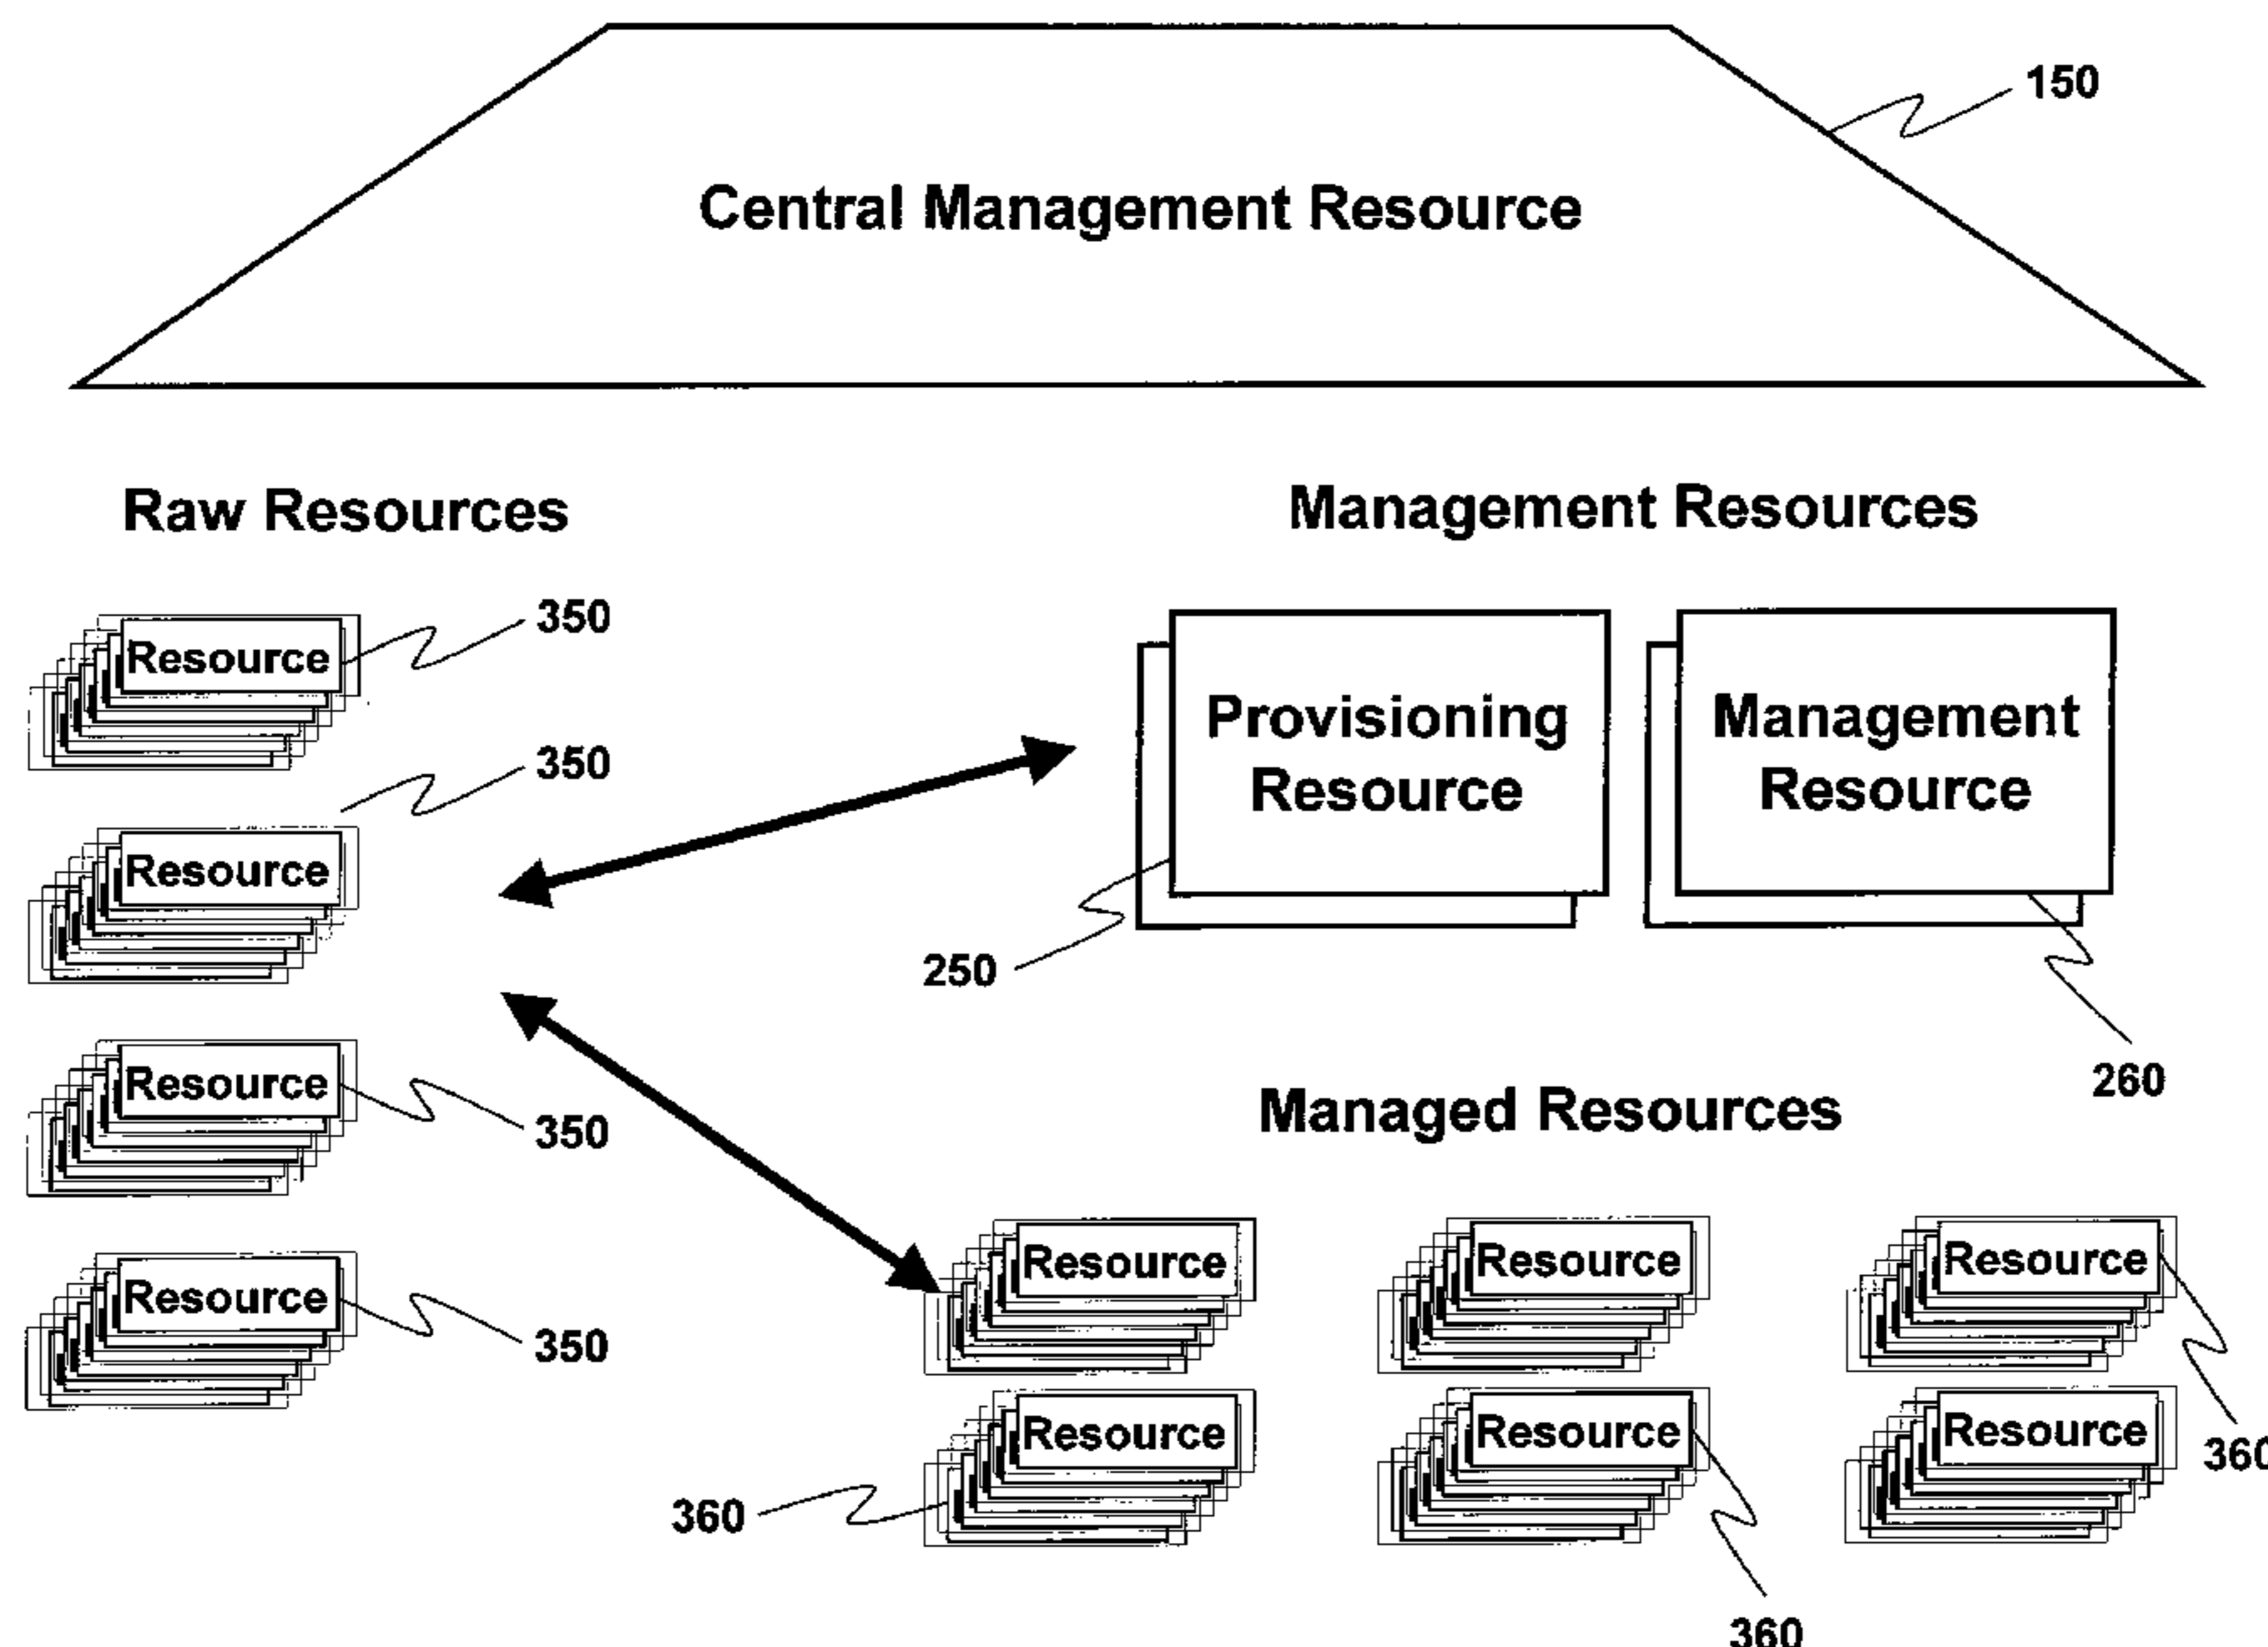 150
Central Management Resource
Raw Resources
Management Resources
Resource
350
Provisioning
Resource
Management
Resource
350
Resource
250
260
Resource
350
Managed Resources
Resource
350
Resource
Resource
Resource
Resource
Resource
Resource
360
360
360